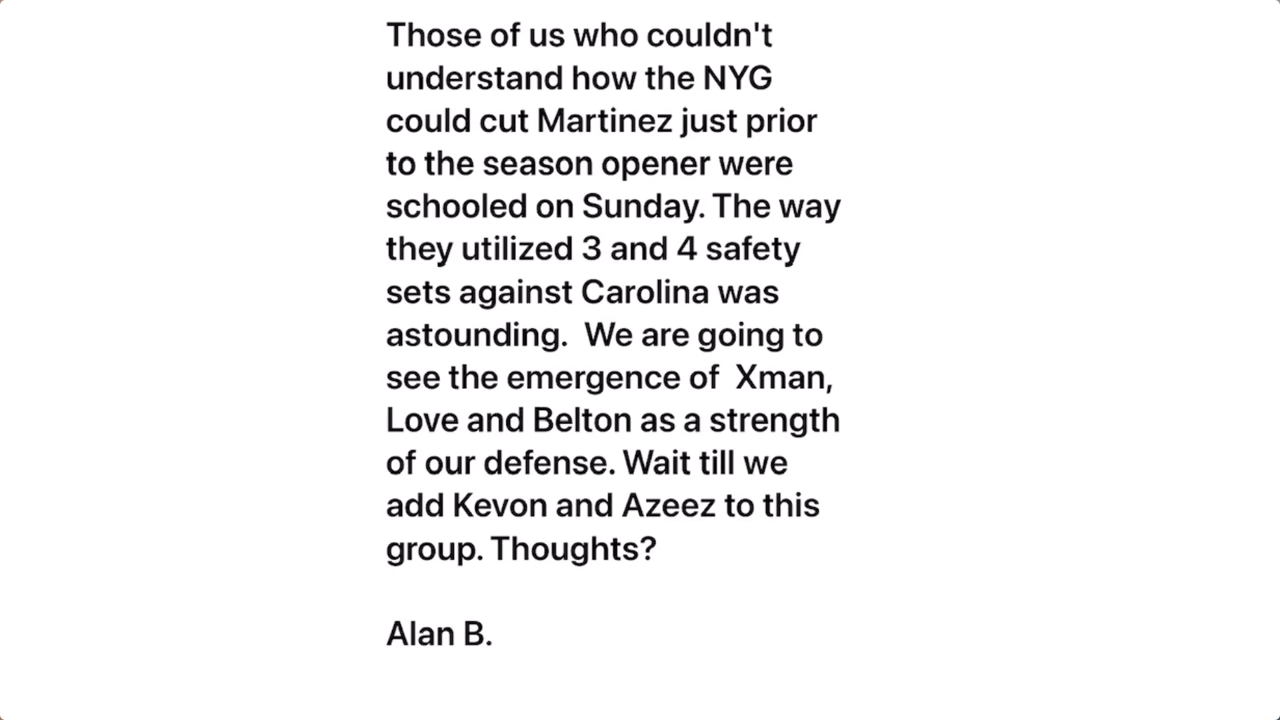 Those of us who couldn't
understand how the NYG
could cut Martinez just prior
to the season opener were
schooled on Sunday. The way
they utilized 3 and 4 safety
sets against Carolina was
astounding.  We are going to
see the emergence of  Xman,
Love and Belton as a strength
of our defense. Wait till we
add Kevon and Azeez to this
group. Thoughts?

Alan B.